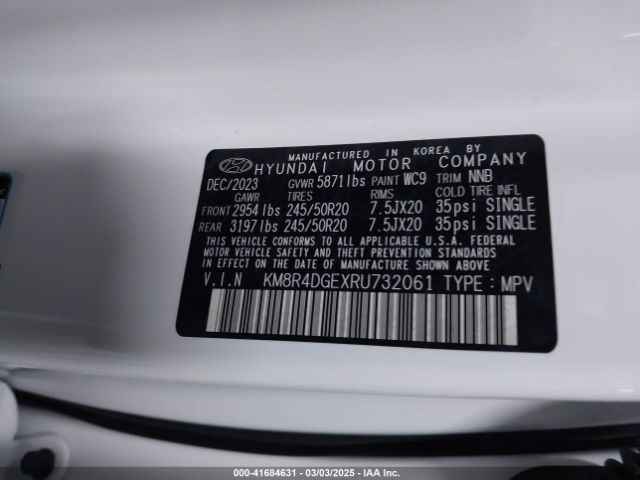 MANUFACTURED IN KOREA BY
HYUNDAI MOTOR COMPANY
DEC/2023 GVWR 5871lbs PAINT WC9 TRIM NNB
GAWR TIRES RIMS COLD TIRE INFL
FRONT 2954 lbs 245/50R20 7.5JX20 35psi SINGLE
REAR 3197 lbs 245/50R20 7.5JX20 35psi SINGLE
THIS VEHICLE CONFORMS TO ALL APPLICABLE U.S.A. FEDERAL
MOTOR VEHICLE SAFETY AND THEFT PREVENTION STANDARDS
IN EFFECT ON THE DATE OF MANUFACTURE SHOWN ABOVE.
V.I.N KM8R4DGEXRU732061 TYPE : MPV
000-41684631 - 03/03/2025 - IAA Inc.